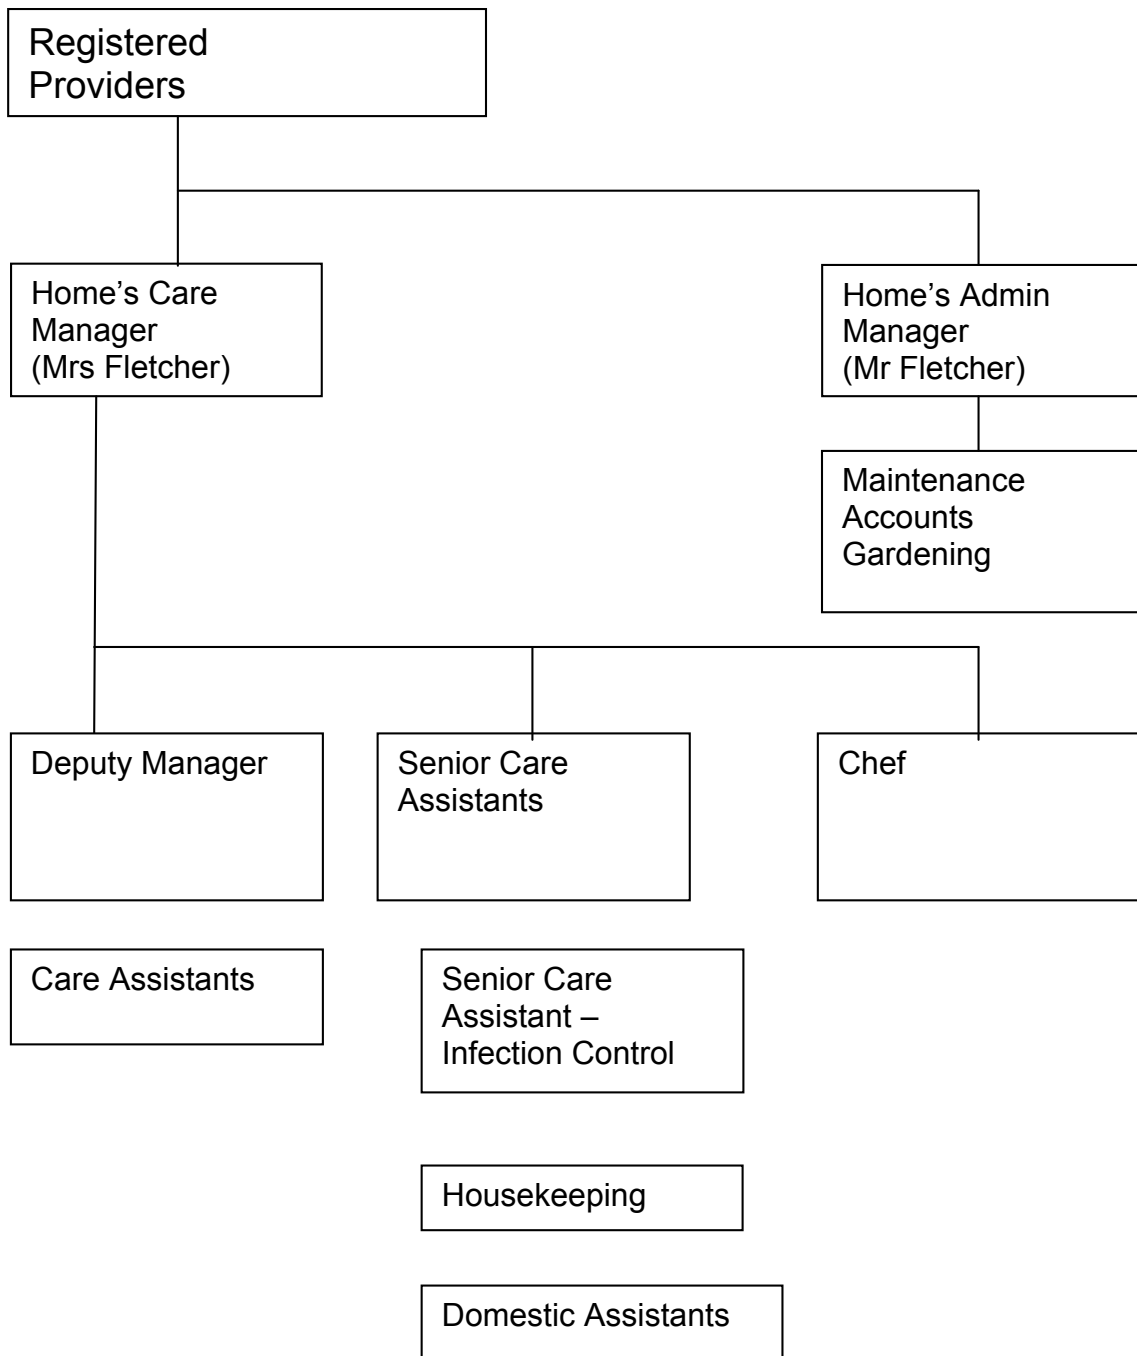 Registered
Providers
Home’s Care
Manager
(Mrs Fletcher)
Home’s Admin
Manager
(Mr Fletcher)
Maintenance
Accounts
Gardening
Deputy Manager
Senior Care
Assistants
Chef
Care Assistants
Senior Care
Assistant –
Infection Control
Housekeeping
Domestic Assistants